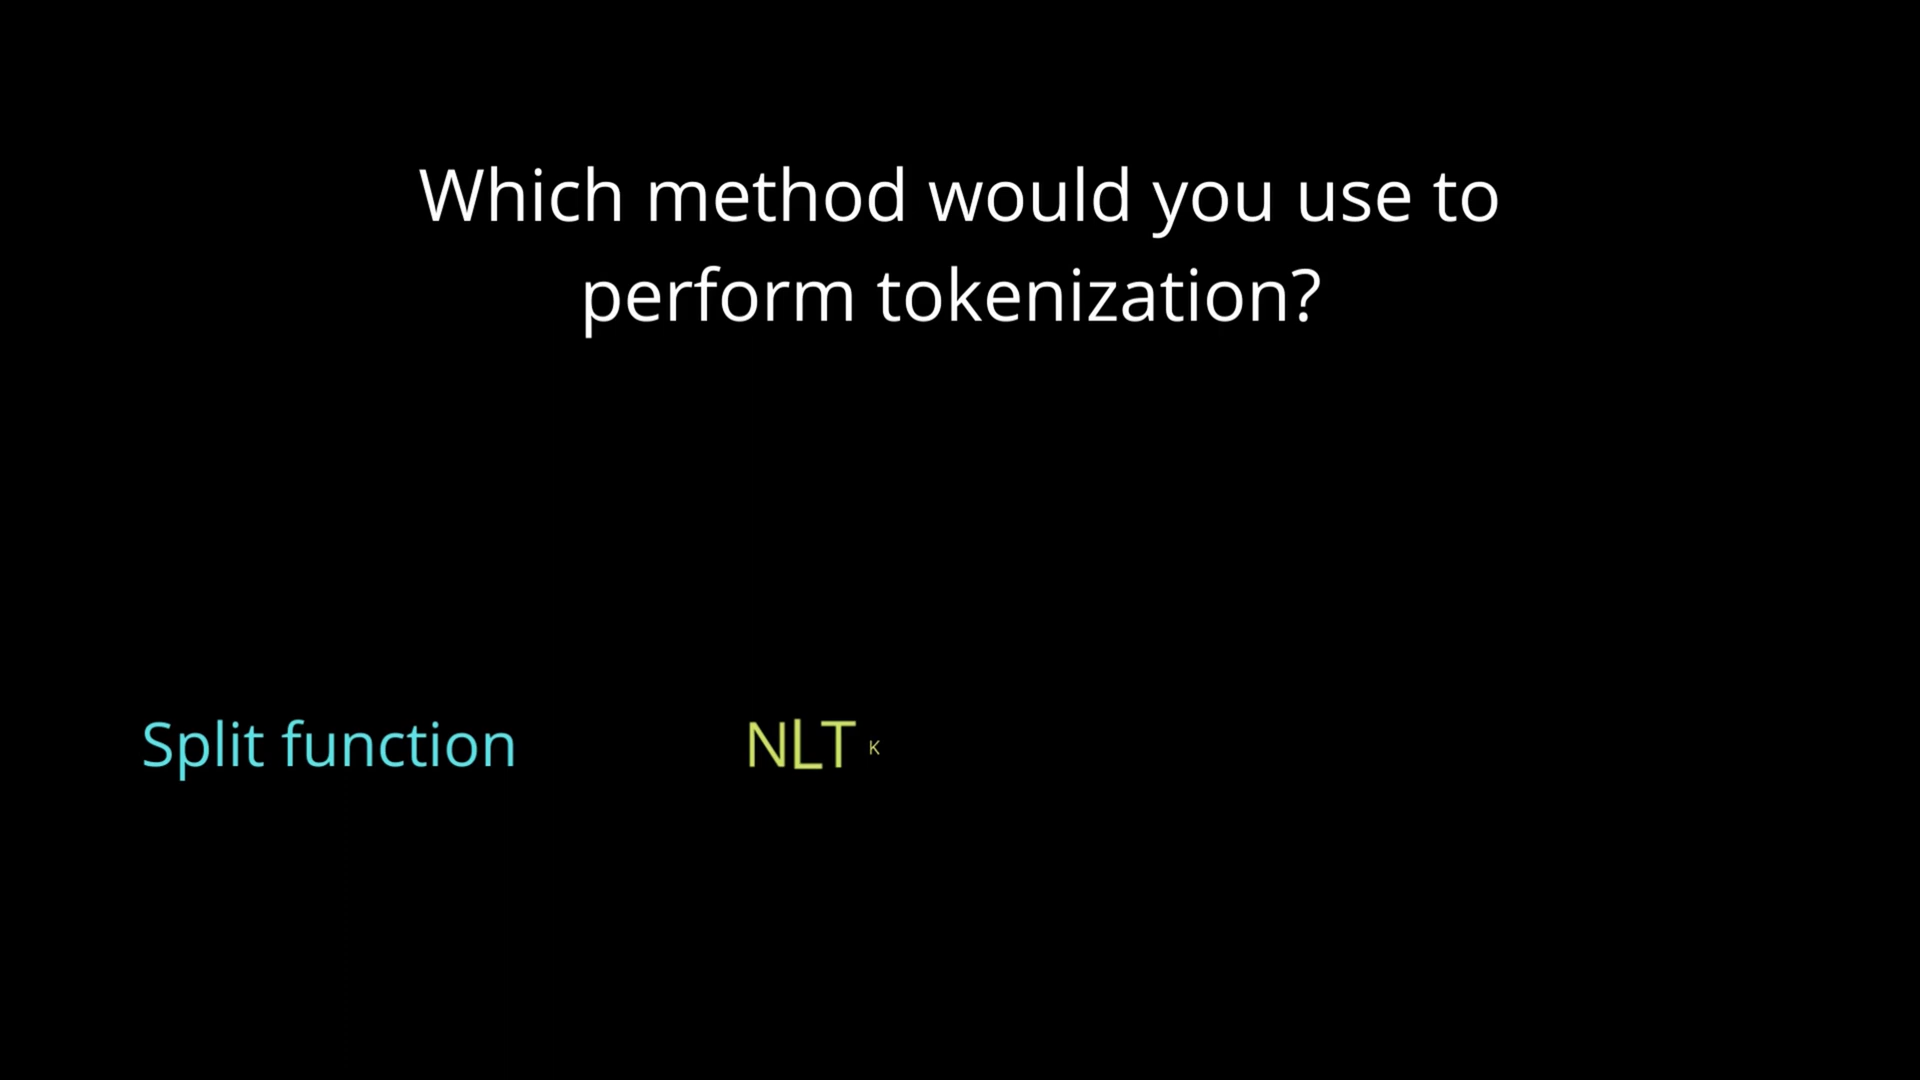 Which method would you use to
perform tokenization?
Split function
NLTK